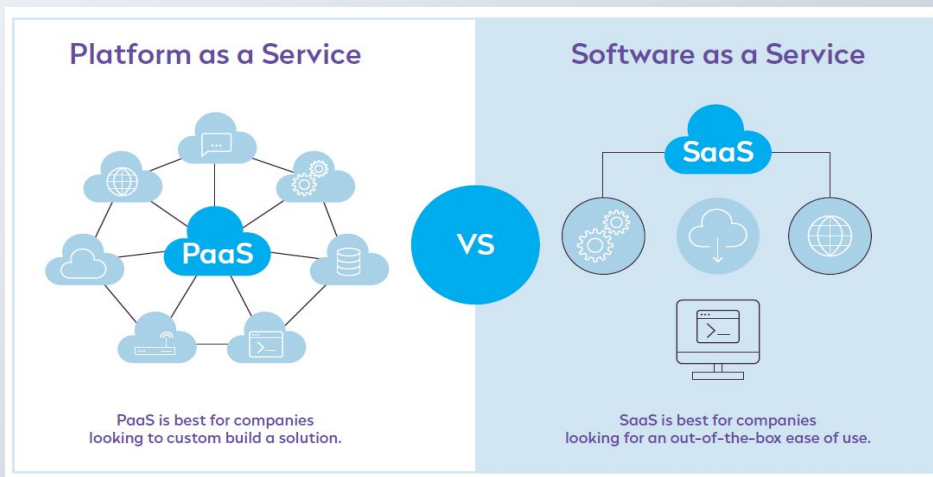 Platform as a Service
PaaS
PaaS is best for companies
looking to custom build a solution.
VS
Software as a Service
SaaS
SaaS is best for companies
looking for an out-of-the-box ease of use.